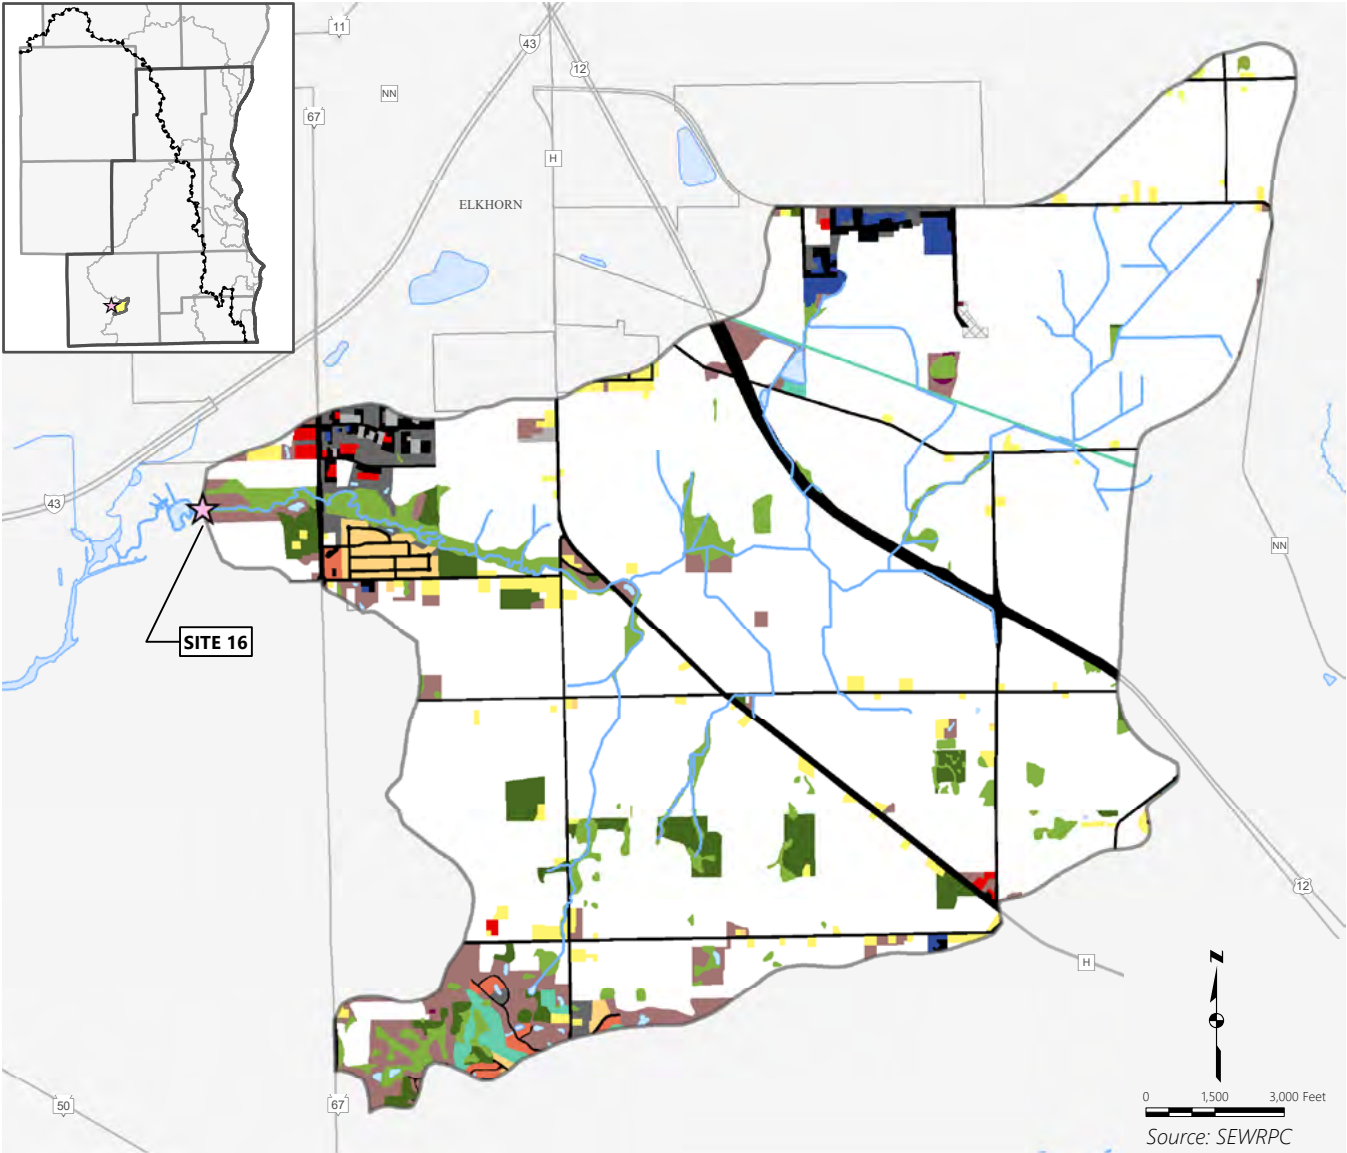 11
43
12
NN
67
H
ELKHORN
43
NN
SITE 16
12
H
N
50
67
0 1,500 3,000 Feet
Source: SEWRPC